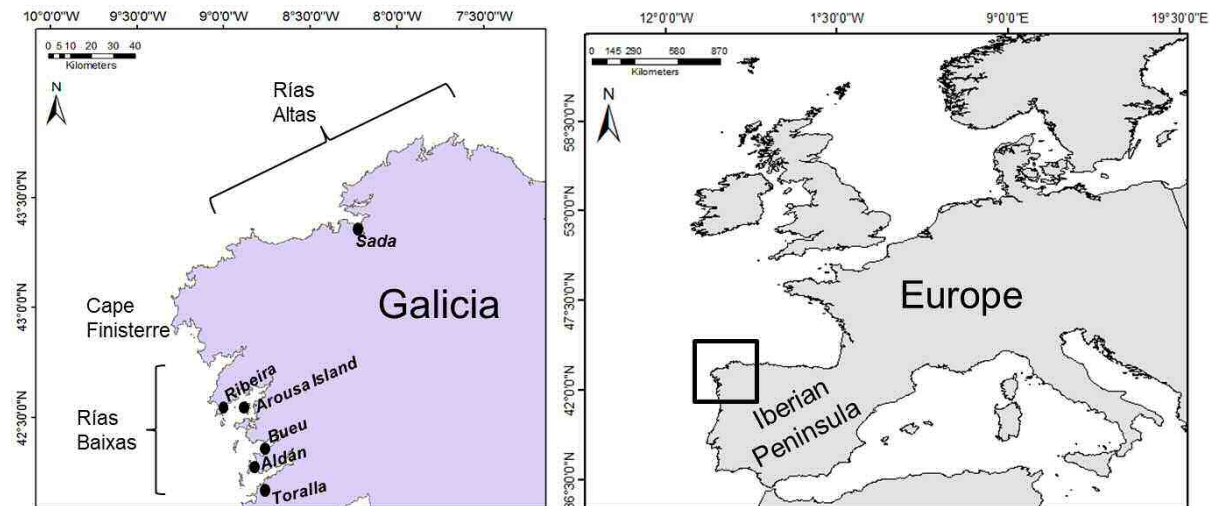 10°0'0"W 9°0'0"W 8°30'0"W 8°0'0"W 7°30'0"W
0 5 10 20 30 40
Kilometers
N
Rías
Altas
43°30'0"N
Sada
43°0'0"N
Cape
Finisterre
Galicia
Ribeira
Arousa Island
42°30'0"N
Rías
Baixas
Bueu
Aldán
Toralla
12°0'0"W 1°3'0"W 9°0'0"E 19°30'0"E
0 145 290 580 870
Kilometers
N
58°30'0"N
53°0'0"N
47°30'0"N
Europe
42°0'0"N
Iberian
Peninsula
36°30'0"N